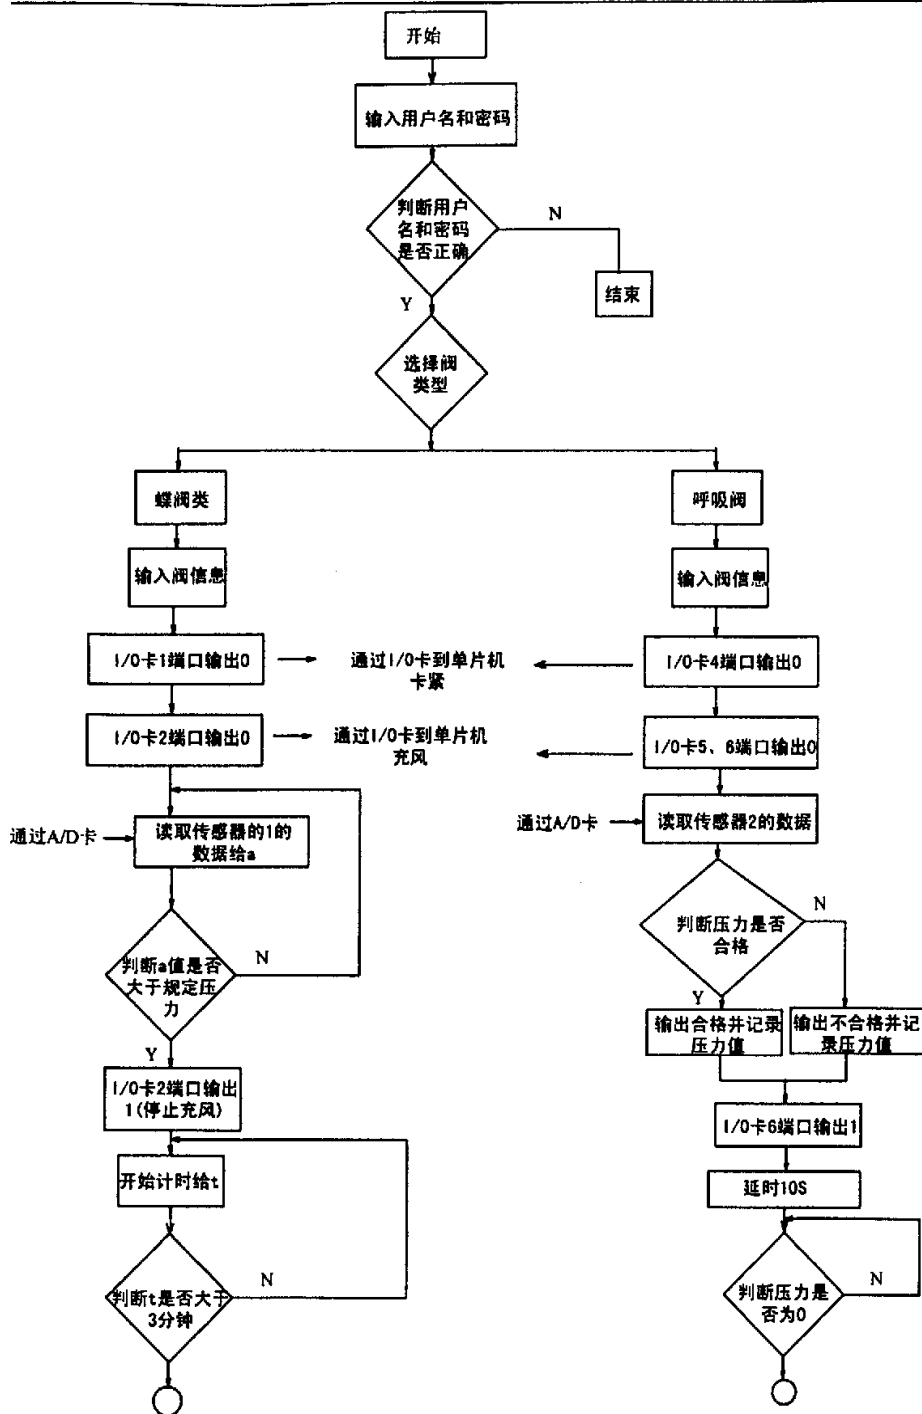 开始
输入用户名和密码
判断用户
名和密码
是否正确
N
结束
Y
选择阀
类型
蝶阀类
呼吸阀
输入阀信息
输入阀信息
I/O卡1端口输出0
通过I/O卡到单片机
卡紧
I/O卡4端口输出0
I/O卡2端口输出0
通过I/O卡到单片机
充风
I/O卡5、6端口输出0
通过A/D卡
读取传感器的1的
数据给a
通过A/D卡
读取传感器2的数据
判断a值是否
大于规定压
力
N
判断压力是否
合格
N
Y
Y
输出合格并记录
压力值
输出不合格并记
录压力值
I/O卡2端口输出
1(停止充风)
I/O卡6端口输出1
开始计时给t
延时10S
判断t是否大于
3分钟
N
判断压力是
否为0
N